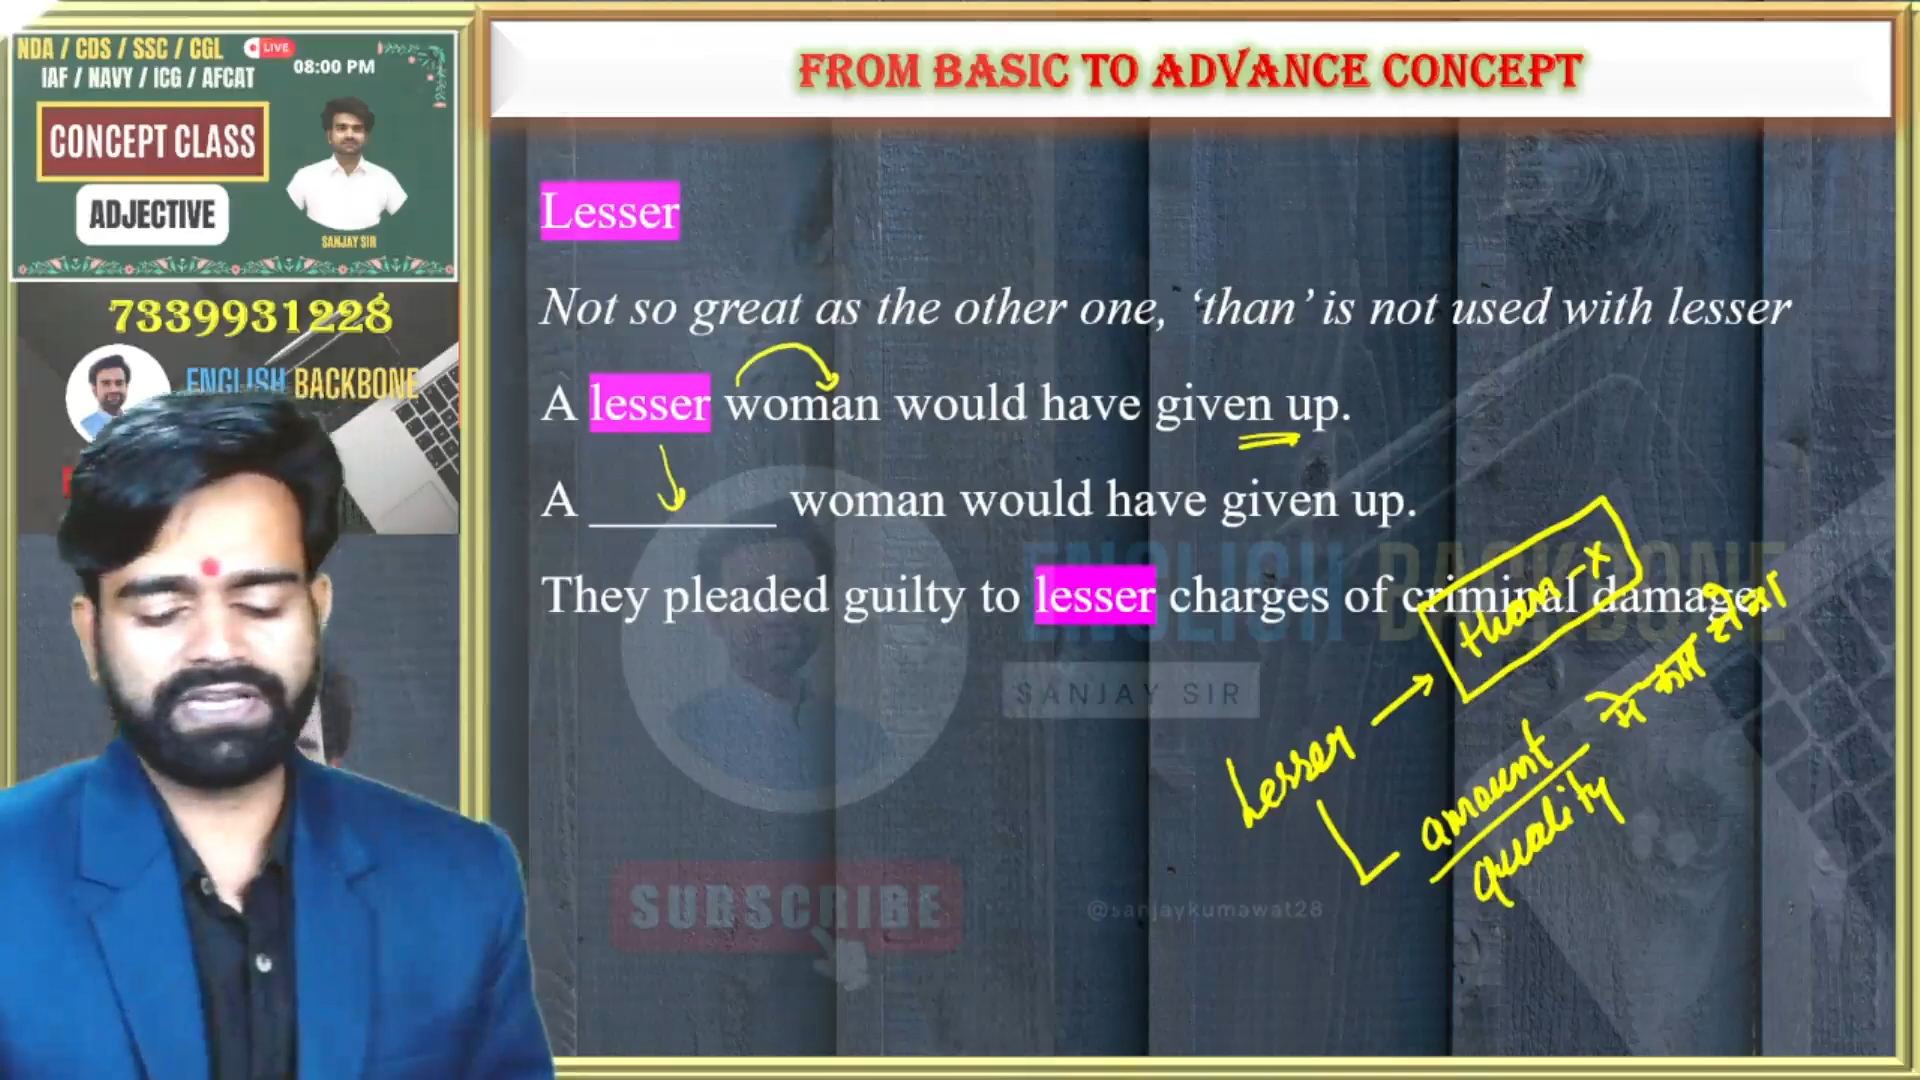 NDA / CDS / SSC / CGL
LIVE
IAF / NAVY / ICG / AFCAT
08:00 PM
CONCEPT CLASS
ADJECTIVE
SANJAY SIR
7339931228
ENGLISH BACKBONE
FROM BASIC TO ADVANCE CONCEPT
Lesser
Not so great as the other one, ‘than’ is not used with lesser
A lesser woman would have given up.
A ________ woman would have given up.
They pleaded guilty to lesser charges of criminal damage.
than - x
Lesser
amount
quality
में कम होना
ENGLISH BACKBONE
SANJAY SIR
SUBSCRIBE
@sanjaykumawat28